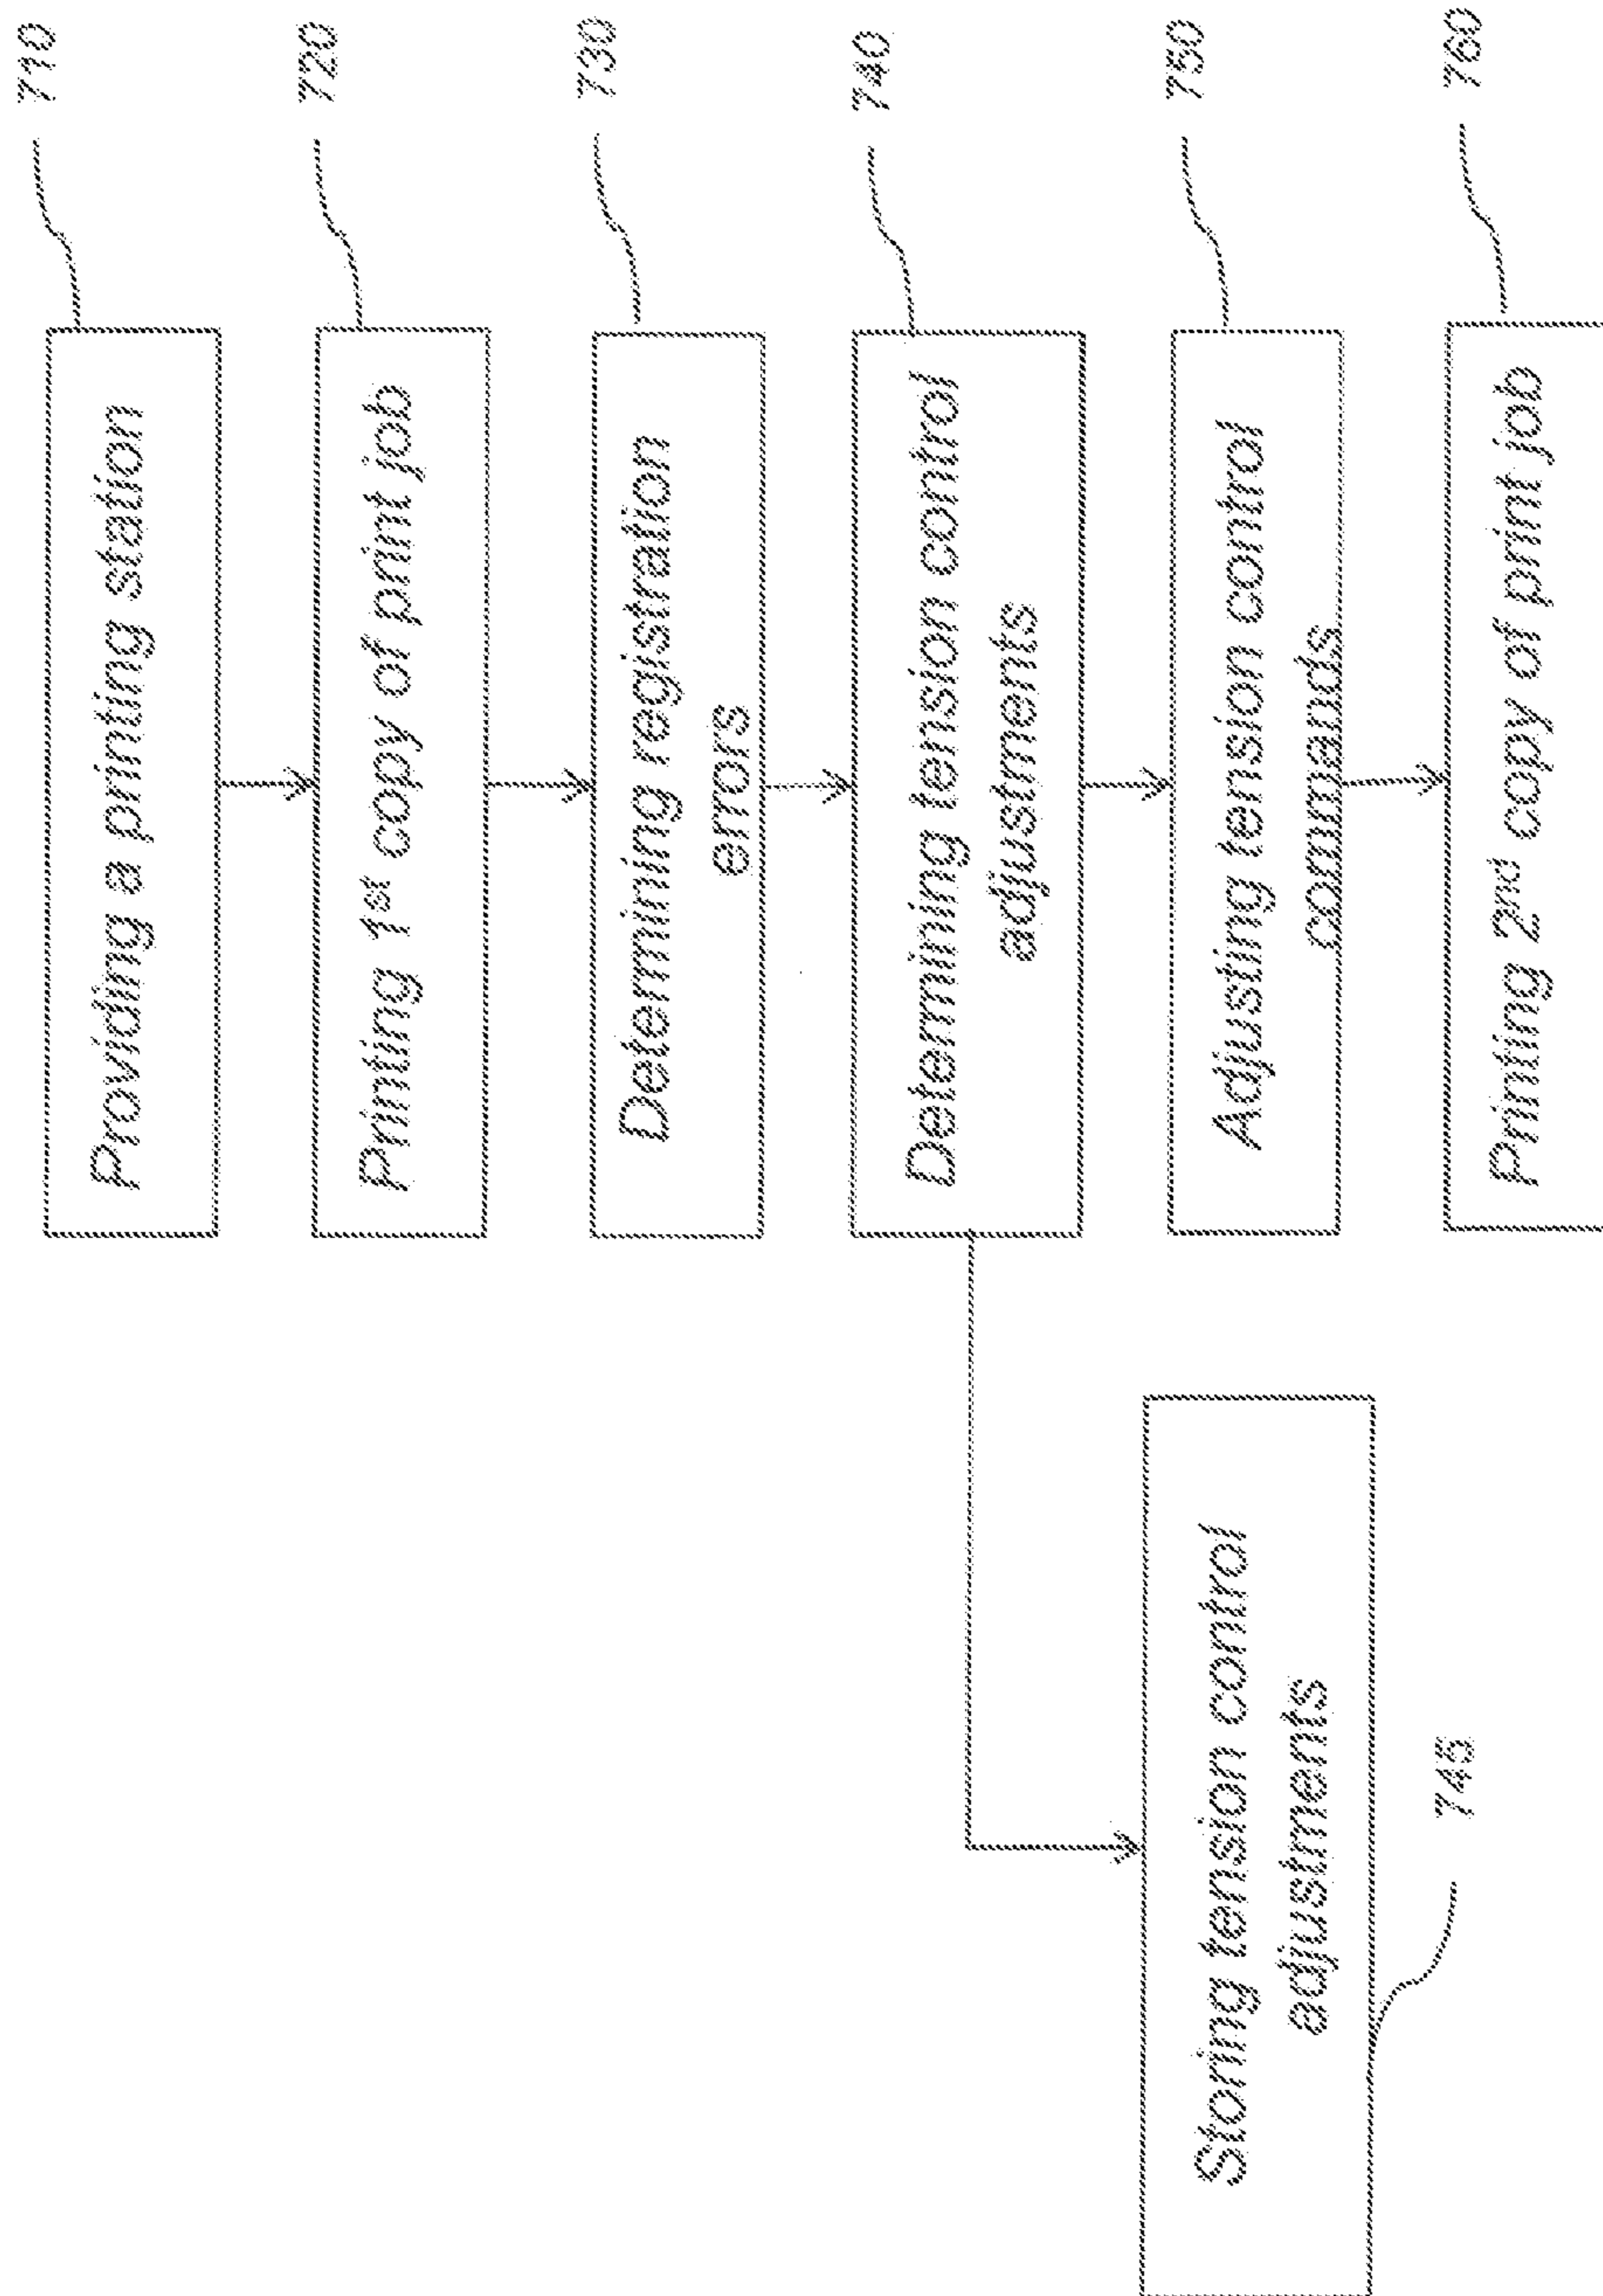 Providing a printing station
710
Printing 1st copy of print job
720
Determining registration
errors
730
Determining tension control
adjustments
740
Storing tension control
adjustments
745
Adjusting tension control
commands
750
Printing 2nd copy of print job
760